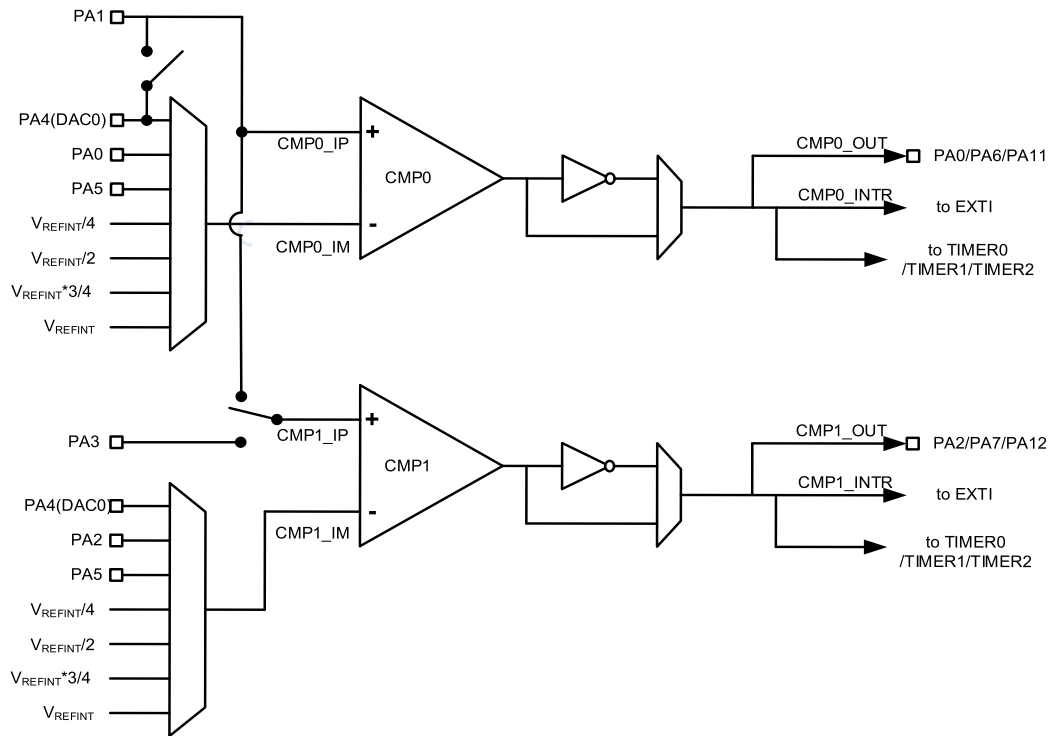 PA1
PA4(DAC0)
PA0
PA5
VREFINT/4
VREFINT/2
VREFINT*3/4
VREFINT
CMP0_IP
+
CMP0
-
CMP0_IM
CMP0_OUT
PA0/PA6/PA11
CMP0_INTR
to EXTI
to TIMER0
/TIMER1/TIMER2
PA3
CMP1_IP
+
CMP1
-
CMP1_IM
CMP1_OUT
PA2/PA7/PA12
CMP1_INTR
to EXTI
to TIMER0
/TIMER1/TIMER2
PA4(DAC0)
PA2
PA5
VREFINT/4
VREFINT/2
VREFINT*3/4
VREFINT